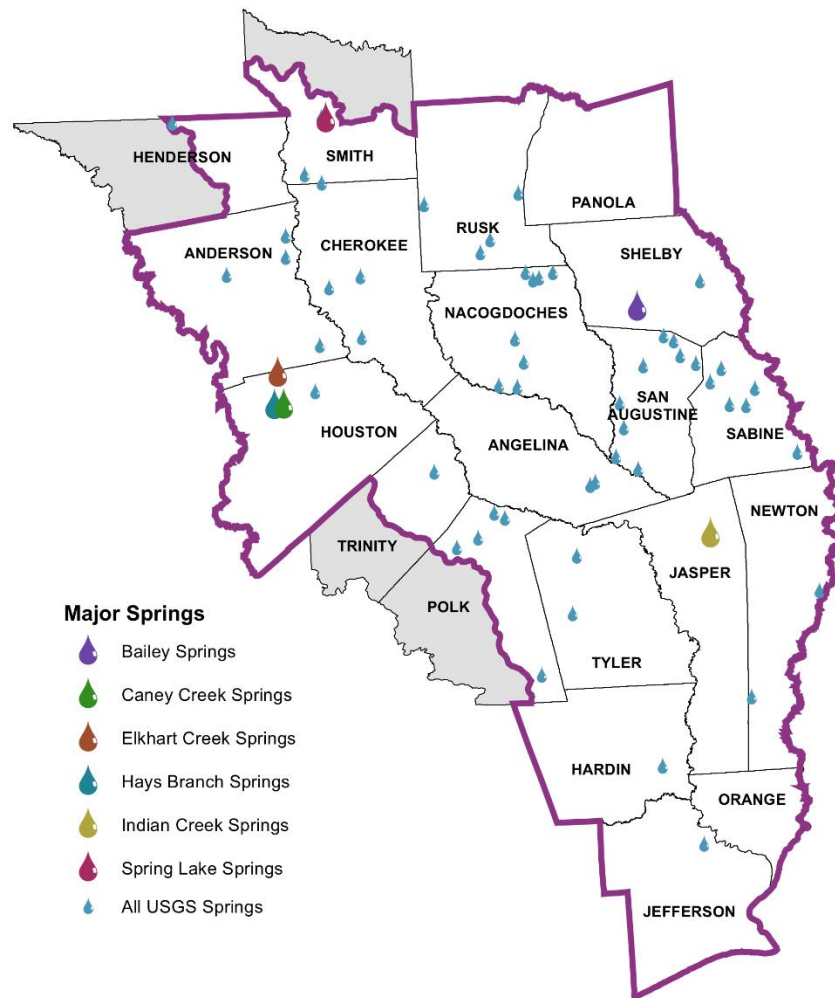 HENDERSON
SMITH
PANOLA
RUSK
ANDERSON
CHEROKEE
SHELBY
NACOGDOCHES
SAN
AUGUSTINE
SABINE
HOUSTON
ANGELINA
NEWTON
TRINITY
JASPER
POLK
TYLER
HARDIN
ORANGE
JEFFERSON
Major Springs
Bailey Springs
Caney Creek Springs
Elkhart Creek Springs
Hays Branch Springs
Indian Creek Springs
Spring Lake Springs
All USGS Springs